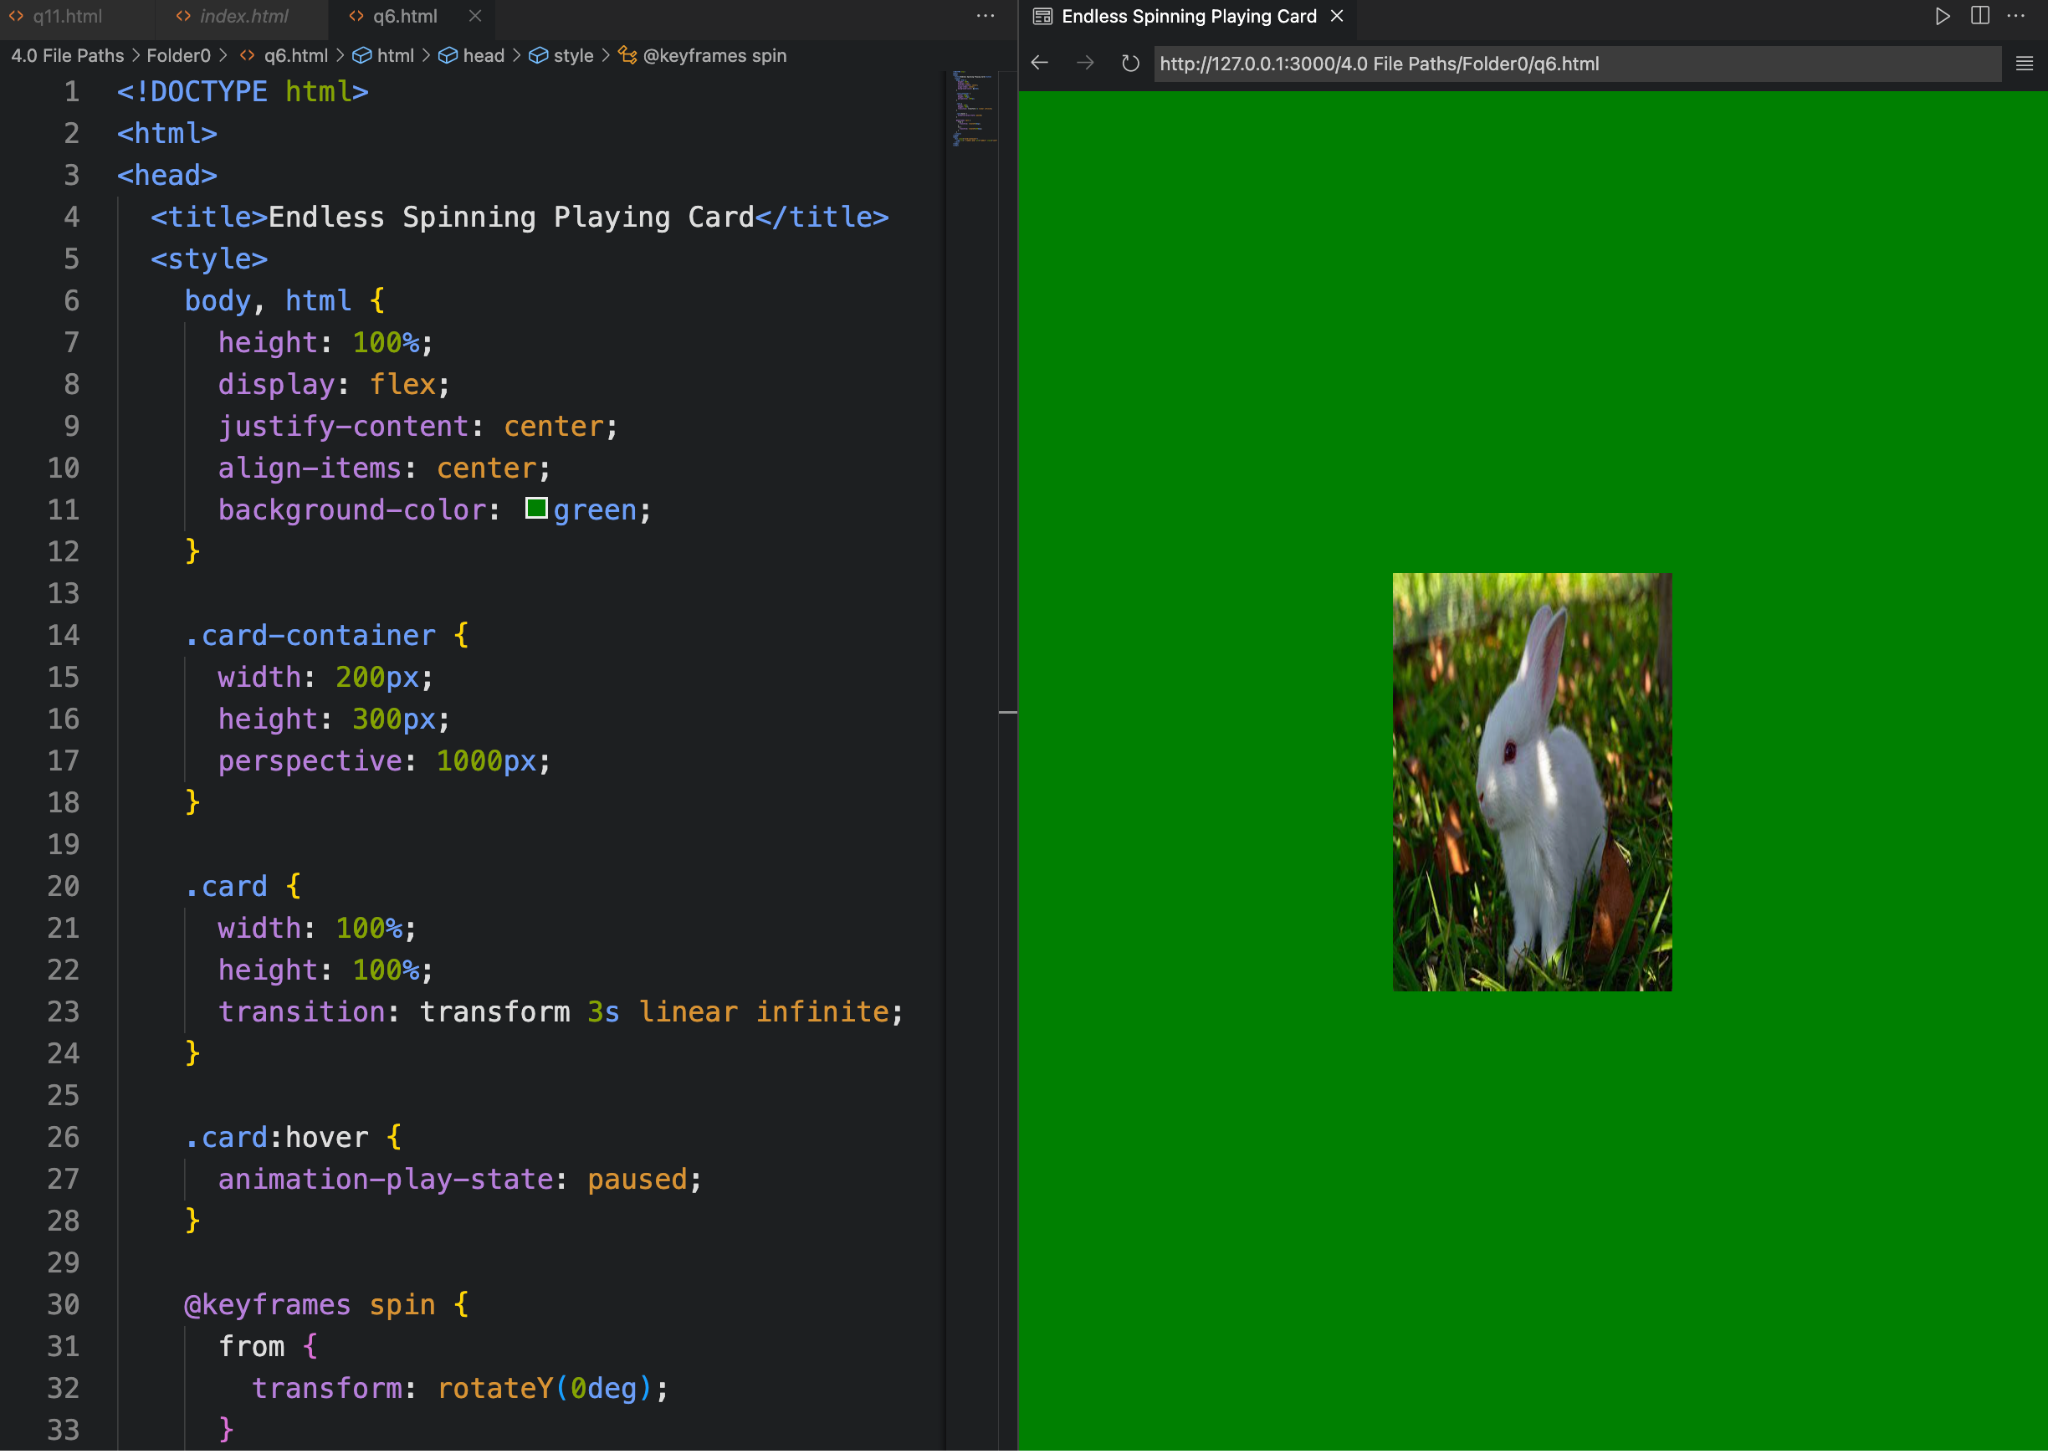 q11.html
index.html
q6.html
4.0 File Paths > Folder0 > q6.html > html > head > style > @keyframes spin
1 <!DOCTYPE html>
2 <html>
3 <head>
4 <title>Endless Spinning Playing Card</title>
5 <style>
6 body, html {
7 height: 100%;
8 display: flex;
9 justify-content: center;
10 align-items: center;
11 background-color: green;
12 }
13
14 .card-container {
15 width: 200px;
16 height: 300px;
17 perspective: 1000px;
18 }
19
20 .card {
21 width: 100%;
22 height: 100%;
23 transition: transform 3s linear infinite;
24 }
25
26 .card:hover {
27 animation-play-state: paused;
28 }
29
30 @keyframes spin {
31 from {
32 transform: rotateY(0deg);
33 }
Endless Spinning Playing Card
http://127.0.0.1:3000/4.0 File Paths/Folder0/q6.html